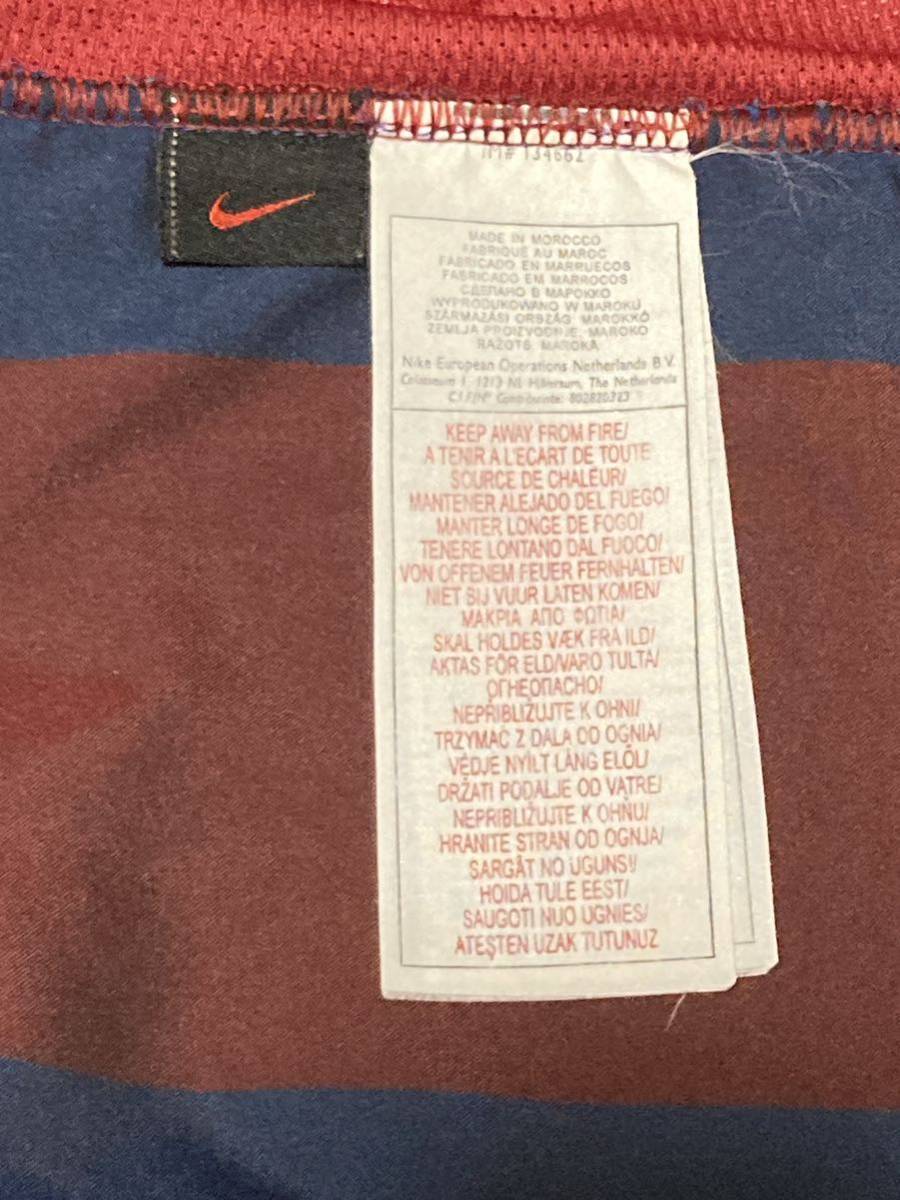 134662
MADE IN MOROCCO
FABRIQUE AU MAROC
FABRICADO EN MARRUECOS
FABRICADO EM MARROCOS
СДЕЛАНО В МАРОККО
WYPRODUKOWANO W MAROKU
SZÁRMAZÁSI ORSZÁG MAROKKÓ
ZEMLJA PROIZVODNJE, MAROKO
RAŽOTS MAROKA
Nike European Operations Netherlands B.V.
Colosseum 1, 1213 NL Hilversum, The Netherlands
KEEP AWAY FROM FIRE/
A TENIR A L'ECART DE TOUTE
SOURCE DE CHALEUR/
MANTENER ALEJADO DEL FUEGO/
MANTER LONGE DE FOGO/
TENERE LONTANO DAL FUOCO/
VON OFFENEM FEUER FERNHALTEN/
NIET BIJ VUUR LATEN KOMEN/
ΜΑΚΡΙΑ ΑΠΟ ΦΩΤΙΑ/
SKAL HOLDES VÆK FRA ILD/
AKTAS FÖR ELD/VARO TULTA/
ОГНЕОПАСНО/
NEPŘIBLIŽUJTE K OHNI/
TRZYMAC Z DALA OD OGNIA/
VÉDJE NYÍLT LÁNG ELŐL/
DRŽATI PODALJE OD VATRE/
NEPRIBLIŽUJTE K OHŇU/
HRANITE STRAN OD OGNJA/
SARGĀT NO UGUNS!/
HOIDA TULE EEST/
SAUGOTI NUO UGNIES/
ATEŞTEN UZAK TUTUNUZ